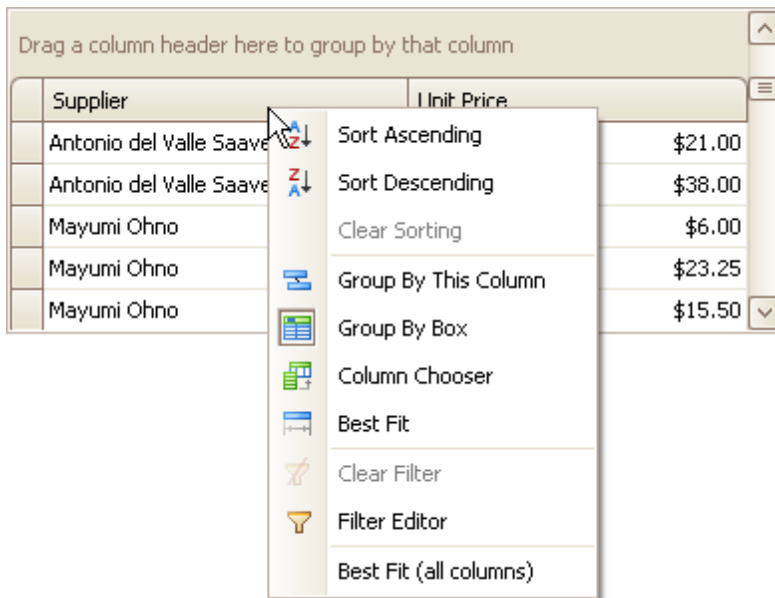 Drag a column header here to group by that column
Supplier Unit Price
Antonio del Valle $21.00
Antonio del Valle $38.00
Mayumi Ohno $6.00
Mayumi Ohno $23.25
Mayumi Ohno $15.50
Sort Ascending
Sort Descending
Clear Sorting
Group By This Column
Group By Box
Column Chooser
Best Fit
Clear Filter
Filter Editor
Best Fit (all columns)